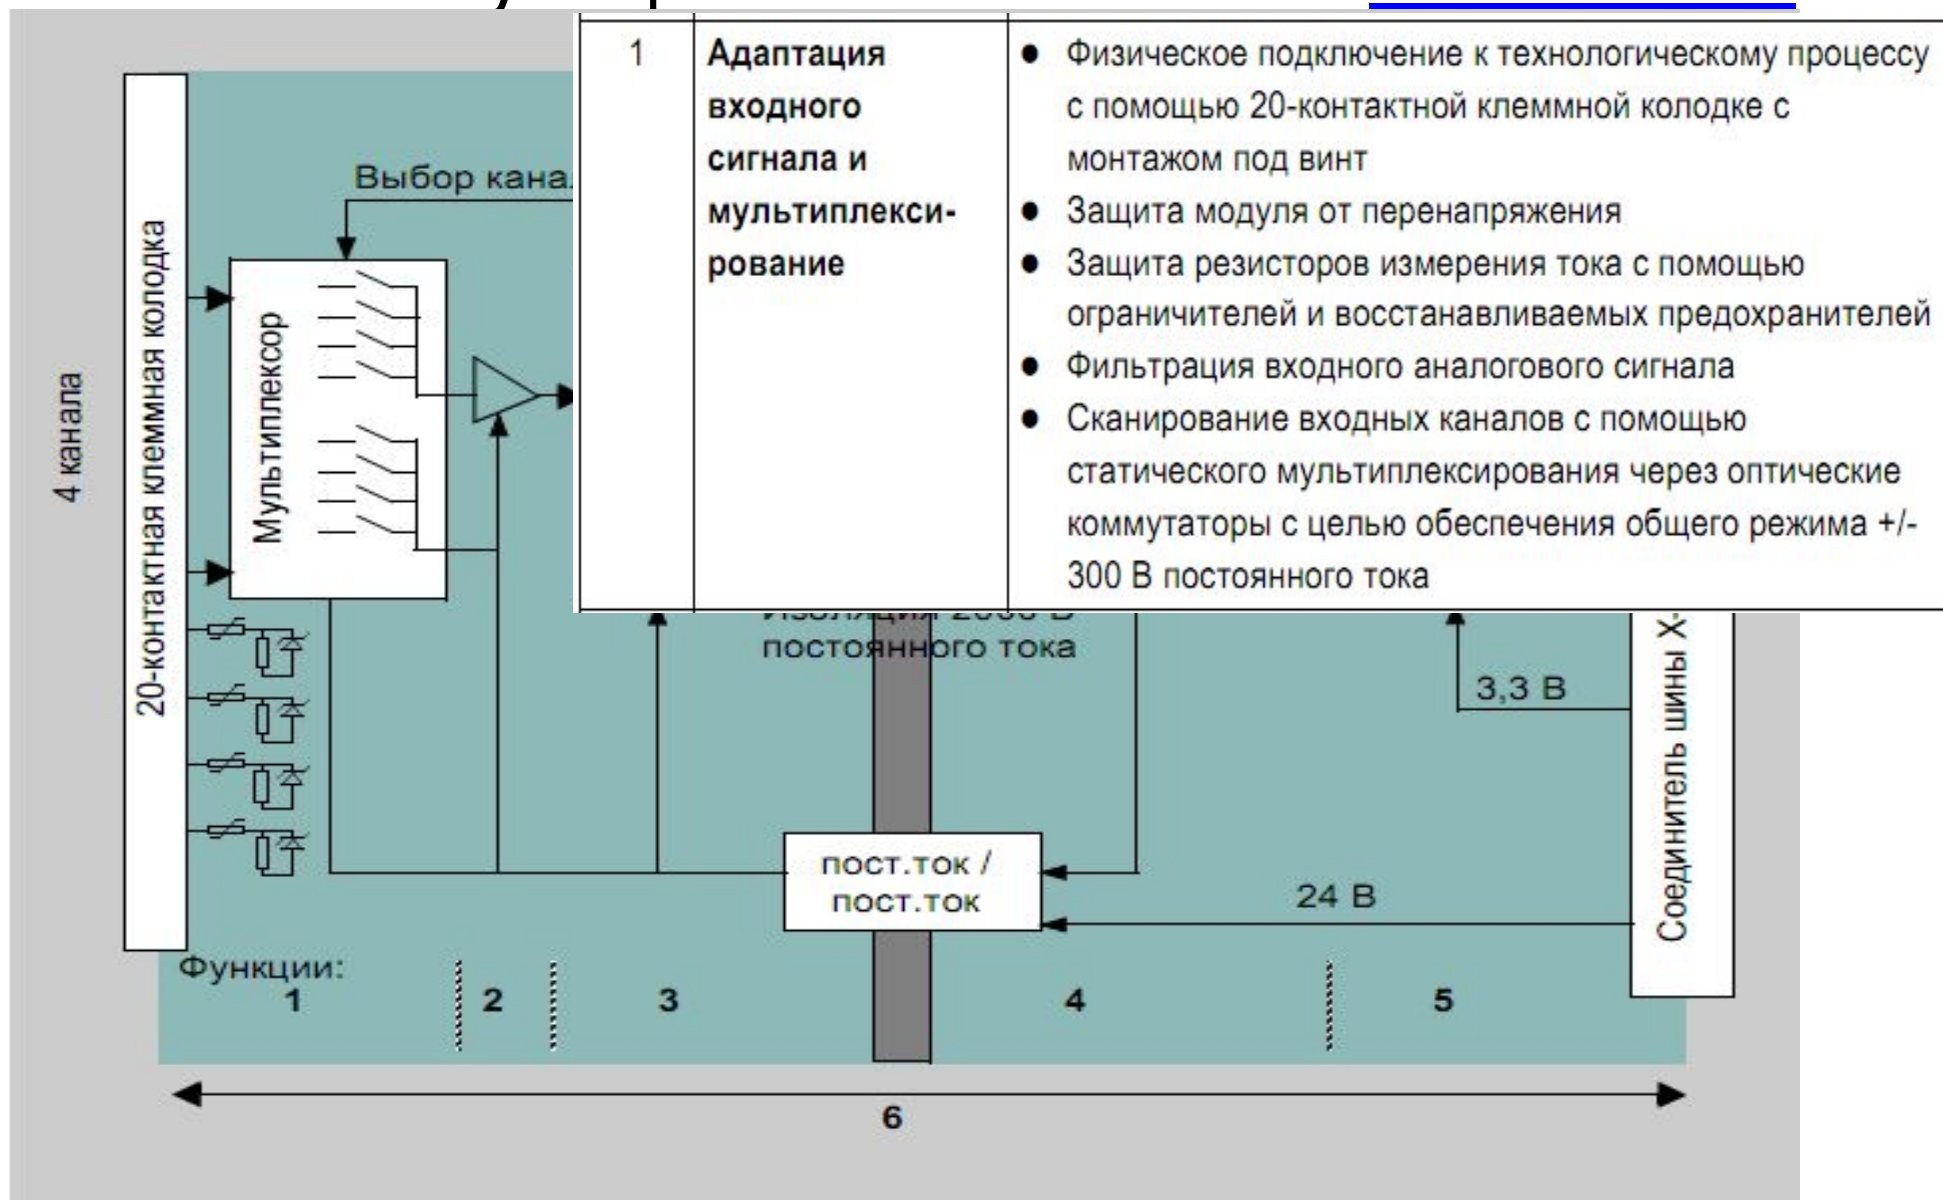 1
Адаптация
входного
сигнала и
мультиплекси-
рование
● Физическое подключение к технологическому процессу
с помощью 20-контактной клеммной колодке с
монтажом под винт
● Защита модуля от перенапряжения
● Защита резисторов измерения тока с помощью
ограничителей и восстанавливаемых предохранителей
● Фильтрация входного аналогового сигнала
● Сканирование входных каналов с помощью
статического мультиплексирования через оптические
коммутаторы с целью обеспечения общего режима +/-
300 В постоянного тока
4 канала
20-контактная клеммная колодка
Выбор кана
Мультиплексор
постоянного тока
3,3 В
Соединитель шины X-
пост.ток /
пост.ток
24 В
Функции:
1
2
3
4
5
6